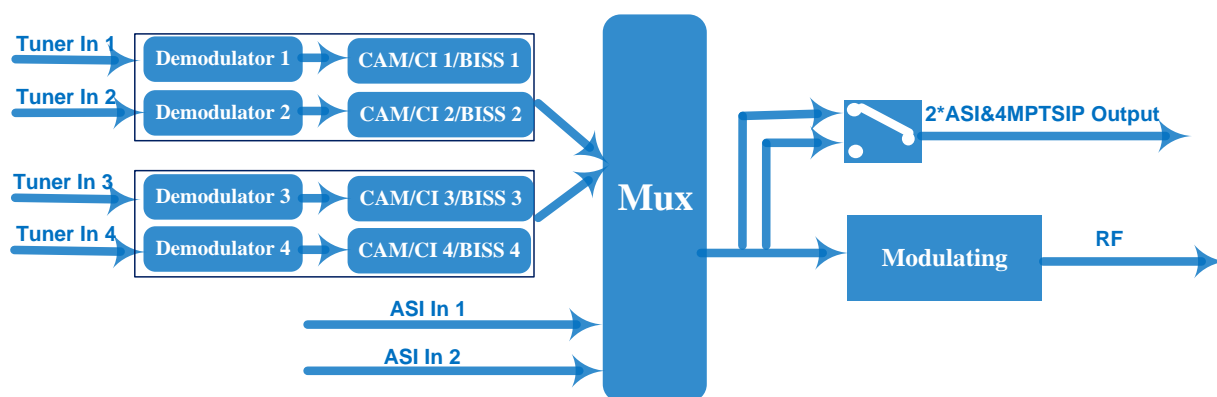 Tuner In 1
Demodulator 1
CAM/CI 1/BISS 1
Tuner In 2
Demodulator 2
CAM/CI 2/BISS 2
2*ASI&4MPTSIP Output
Tuner In 3
Demodulator 3
CAM/CI 3/BISS 3
Mux
Tuner In 4
Demodulator 4
CAM/CI 4/BISS 4
Modulating
RF
ASI In 1
ASI In 2